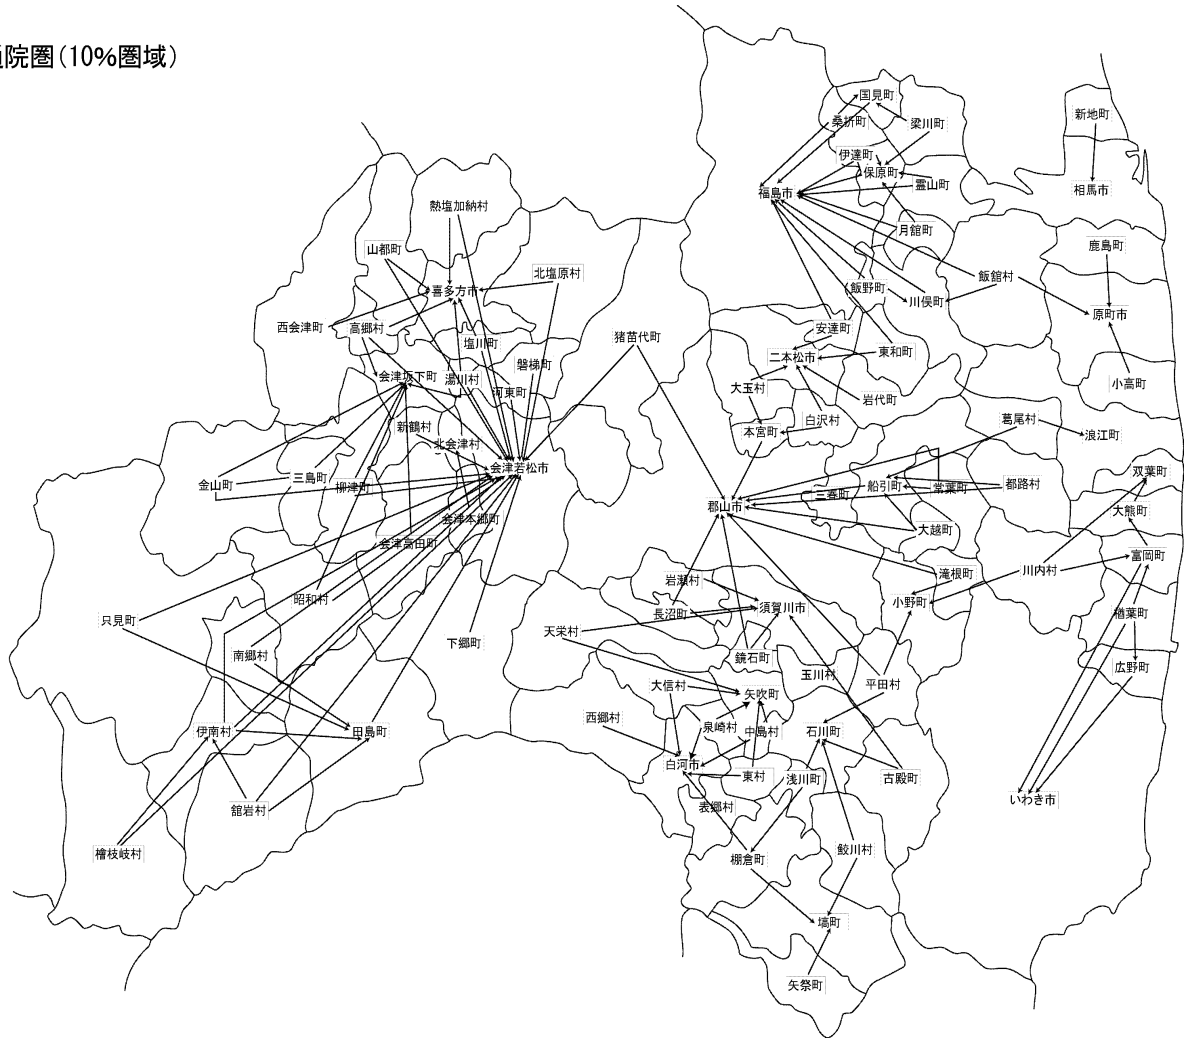 院圏（10%圏域）
国見町
桑折町
梁川町
新地町
伊達町
保原町
霊山町
福島市
相馬市
熱塩加納村
月舘町
山都町
鹿島町
北塩原村
飯舘村
喜多方市
飯野町
川俣町
原町市
西会津町
高郷村
安達町
塩川町
猪苗代町
東和町
二本松市
磐梯町
会津坂下町
湯川村
小高町
大玉村
河東町
岩代町
白沢村
葛尾村
新鶴村
本宮町
浪江町
北会津村
会津若松市
双葉町
三島町
金山町
柳津町
船引町
常葉町
都路村
三春町
郡山市
大熊町
会津本郷町
大越町
会津高田町
富岡町
滝根町
川内村
岩瀬村
昭和村
小野町
須賀川市
長沼町
楢葉町
只見町
天栄村
下郷町
南郷村
鏡石町
広野町
玉川村
平田村
大信村
矢吹町
西郷村
泉崎村
中島村
石川町
伊南村
田島町
白河市
東村
浅川町
古殿町
いわき市
表郷村
舘岩村
鮫川村
檜枝岐村
棚倉町
塙町
矢祭町